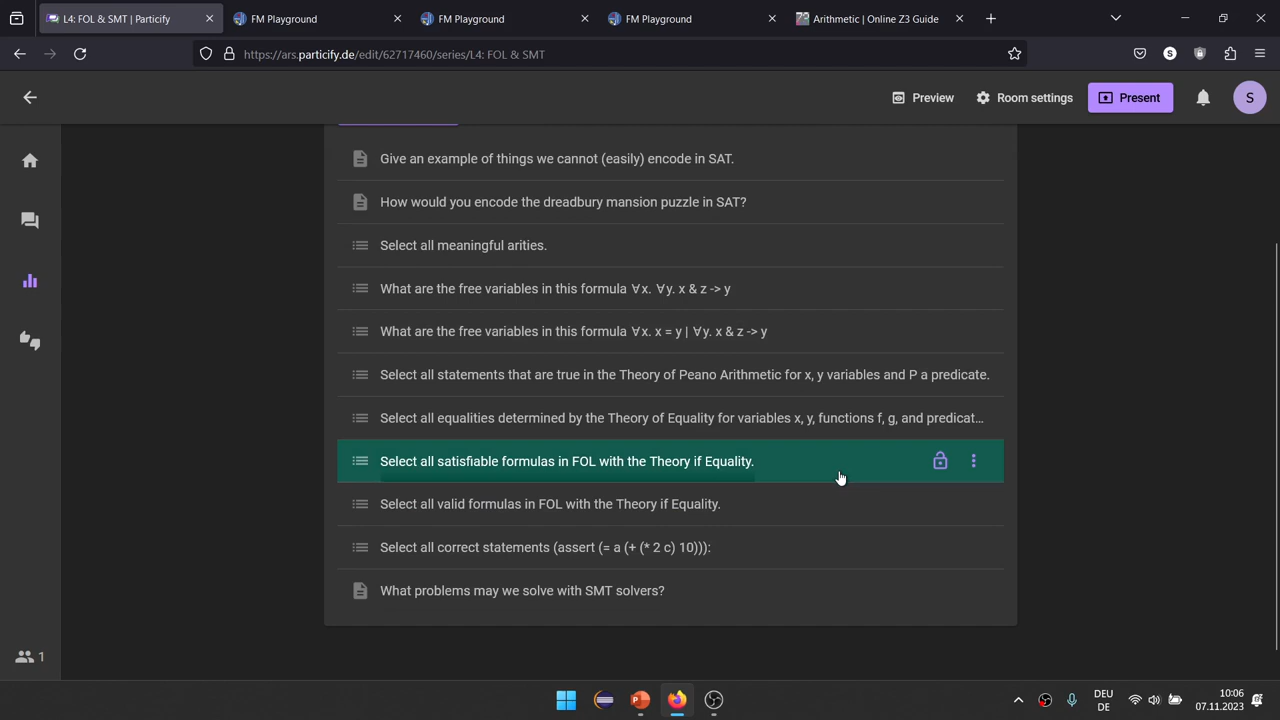 L4: FOL & SMT | Particify
FM Playground
FM Playground
FM Playground
Arithmetic | Online Z3 Guide
https://ars.particify.de/edit/62717460/series/L4: FOL & SMT
Preview
Room settings
Present
S
Give an example of things we cannot (easily) encode in SAT.
How would you encode the dreadbury mansion puzzle in SAT?
Select all meaningful arities.
What are the free variables in this formula ∀x. ∀y. x & z -> y
What are the free variables in this formula ∀x. x = y | ∀y. x & z -> y
Select all statements that are true in the Theory of Peano Arithmetic for x, y variables and P a predicate.
Select all equalities determined by the Theory of Equality for variables x, y, functions f, g, and predicat...
Select all satisfiable formulas in FOL with the Theory if Equality.
Select all valid formulas in FOL with the Theory if Equality.
Select all correct statements (assert (= a (+ (* 2 c) 10))):
What problems may we solve with SMT solvers?
1
DEU
DE
10:06
07.11.2023